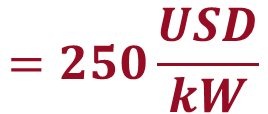 = 250 USD/kW